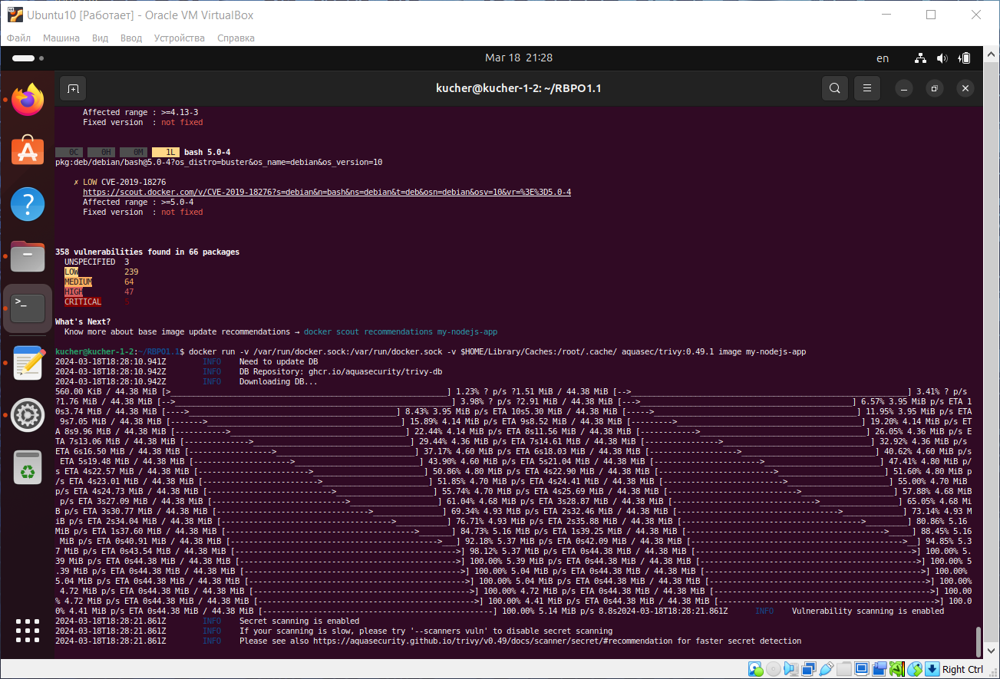 Ubuntu10 [Работает] - Oracle VM VirtualBox
Файл Машина Вид Ввод Устройства Справка
Mar 18 21:28
en
kucher@kucher-1-2: ~/RBPO1.1
Affected range : >=4.13-3
Fixed version : not fixed
0C 0H 0M 1L bash 5.0-4
pkg:deb/debian/bash@5.0-4?os_distro=buster&os_name=debian&os_version=10
✗ LOW CVE-2019-18276
https://scout.docker.com/v/CVE-2019-18276?s=debian&n=bash&ns=debian&t=deb&osn=debian&osv=10&vr=%3E%3D5.0-4
Affected range : >=5.0-4
Fixed version : not fixed
358 vulnerabilities found in 66 packages
UNSPECIFIED 3
LOW 239
MEDIUM 64
HIGH 47
CRITICAL 5
What's Next?
Know more about base image update recommendations → docker scout recommendations my-nodejs-app
kucher@kucher-1-2:~/RBPO1.1$ docker run -v /var/run/docker.sock:/var/run/docker.sock -v $HOME/Library/Caches:/root/.cache/ aquasec/trivy:0.49.1 image my-nodejs-app
2024-03-18T18:28:10.941Z INFO Need to update DB
2024-03-18T18:28:10.942Z INFO DB Repository: ghcr.io/aquasecurity/trivy-db
2024-03-18T18:28:10.942Z INFO Downloading DB...
560.00 KiB / 44.38 MiB [>____________________________________________________________] 1.23% ? p/s ?1.51 MiB / 44.38 MiB [-->____________________________________________________________] 3.41% ? p/s
?1.76 MiB / 44.38 MiB [-->____________________________________________________________] 3.98% ? p/s ?2.91 MiB / 44.38 MiB [--->_______________________________________________] 6.57% 3.95 MiB p/s ETA 1
0s3.74 MiB / 44.38 MiB [---->______________________________________________] 8.43% 3.95 MiB p/s ETA 10s5.30 MiB / 44.38 MiB [----->_____________________________________________] 11.95% 3.95 MiB p/s ETA
9s7.05 MiB / 44.38 MiB [------->___________________________________________] 15.89% 4.14 MiB p/s ETA 9s8.52 MiB / 44.38 MiB [--------->_________________________________________] 19.20% 4.14 MiB p/s ET
A 8s9.96 MiB / 44.38 MiB [----------->_______________________________________] 22.44% 4.14 MiB p/s ETA 8s11.56 MiB / 44.38 MiB [------------>______________________________________] 26.05% 4.36 MiB p/s E
TA 7s13.06 MiB / 44.38 MiB [-------------->___________________________________] 29.44% 4.36 MiB p/s ETA 7s14.61 MiB / 44.38 MiB [---------------->_________________________________] 32.92% 4.36 MiB p/s
ETA 6s16.50 MiB / 44.38 MiB [------------------>_______________________________] 37.17% 4.60 MiB p/s ETA 6s18.03 MiB / 44.38 MiB [------------------->______________________________] 40.62% 4.60 MiB p/s
ETA 5s19.48 MiB / 44.38 MiB [--------------------->____________________________] 43.90% 4.60 MiB p/s ETA 5s21.04 MiB / 44.38 MiB [----------------------->__________________________] 47.41% 4.80 MiB p/
s ETA 4s22.57 MiB / 44.38 MiB [------------------------->________________________] 50.86% 4.80 MiB p/s ETA 4s22.90 MiB / 44.38 MiB [------------------------->________________________] 51.60% 4.80 MiB p
/s ETA 4s23.01 MiB / 44.38 MiB [------------------------->________________________] 51.85% 4.70 MiB p/s ETA 4s24.41 MiB / 44.38 MiB [-------------------------->_______________________] 55.00% 4.70 MiB
p/s ETA 4s24.73 MiB / 44.38 MiB [--------------------------->______________________] 55.74% 4.70 MiB p/s ETA 4s25.69 MiB / 44.38 MiB [---------------------------->_____________________] 57.88% 4.68 MiB
p/s ETA 3s27.09 MiB / 44.38 MiB [----------------------------->____________________] 61.04% 4.68 MiB p/s ETA 3s28.87 MiB / 44.38 MiB [------------------------------->__________________] 65.05% 4.68 Mi
B p/s ETA 3s30.77 MiB / 44.38 MiB [--------------------------------->________________] 69.34% 4.93 MiB p/s ETA 2s32.46 MiB / 44.38 MiB [----------------------------------->______________] 73.14% 4.93 M
iB p/s ETA 2s34.04 MiB / 44.38 MiB [------------------------------------->____________] 76.71% 4.93 MiB p/s ETA 2s35.88 MiB / 44.38 MiB [--------------------------------------->__________] 80.86% 5.16
MiB p/s ETA 1s37.60 MiB / 44.38 MiB [----------------------------------------->________] 84.73% 5.16 MiB p/s ETA 1s39.25 MiB / 44.38 MiB [------------------------------------------->______] 88.45% 5.16
MiB p/s ETA 0s40.91 MiB / 44.38 MiB [--------------------------------------------->____] 92.18% 5.37 MiB p/s ETA 0s42.09 MiB / 44.38 MiB [---------------------------------------------->___] 94.85% 5.3
7 MiB p/s ETA 0s43.54 MiB / 44.38 MiB [------------------------------------------------>] 98.12% 5.37 MiB p/s ETA 0s44.38 MiB / 44.38 MiB [----------------------------------------------->] 100.00% 5.
39 MiB p/s ETA 0s44.38 MiB / 44.38 MiB [----------------------------------------------->] 100.00% 5.39 MiB p/s ETA 0s44.38 MiB / 44.38 MiB [----------------------------------------------->] 100.00% 5
.39 MiB p/s ETA 0s44.38 MiB / 44.38 MiB [----------------------------------------------->] 100.00% 5.04 MiB p/s ETA 0s44.38 MiB / 44.38 MiB [----------------------------------------------->] 100.00%
5.04 MiB p/s ETA 0s44.38 MiB / 44.38 MiB [----------------------------------------------->] 100.00% 5.04 MiB p/s ETA 0s44.38 MiB / 44.38 MiB [----------------------------------------------->] 100.00%
4.72 MiB p/s ETA 0s44.38 MiB / 44.38 MiB [----------------------------------------------->] 100.00% 4.72 MiB p/s ETA 0s44.38 MiB / 44.38 MiB [----------------------------------------------->] 100.00
% 4.72 MiB p/s ETA 0s44.38 MiB / 44.38 MiB [----------------------------------------------->] 100.00% 4.41 MiB p/s ETA 0s44.38 MiB / 44.38 MiB [----------------------------------------------->] 100.0
0% 4.41 MiB p/s ETA 0s44.38 MiB / 44.38 MiB [--------------------------------------------------] 100.00% 5.14 MiB p/s 8.8s2024-03-18T18:28:21.861Z INFO Vulnerability scanning is enabled
2024-03-18T18:28:21.861Z INFO Secret scanning is enabled
2024-03-18T18:28:21.861Z INFO If your scanning is slow, please try '--scanners vuln' to disable secret scanning
2024-03-18T18:28:21.861Z INFO Please see also https://aquasecurity.github.io/trivy/v0.49/docs/scanner/secret/#recommendation for faster secret detection
Right Ctrl